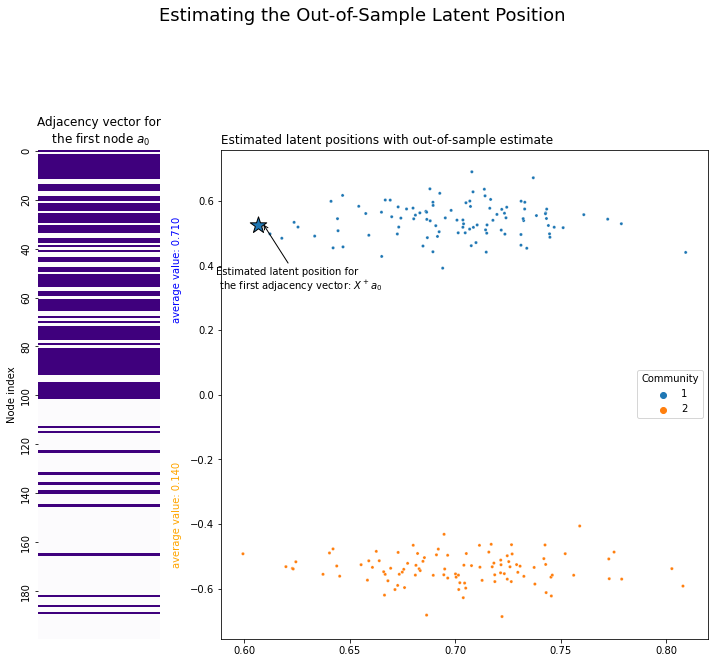 Estimating the Out-of-Sample Latent Position
Adjacency vector for
the first node a₀
0
20
40
60
80
100
120
140
160
180
Node index
average value: 0.710
average value: 0.140
Estimated latent positions with out-of-sample estimate
0.6
0.4
0.2
0.0
−0.2
−0.4
−0.6
Estimated latent position for
the first adjacency vector: X⁺a₀
Community
1
2
0.60
0.65
0.70
0.75
0.80